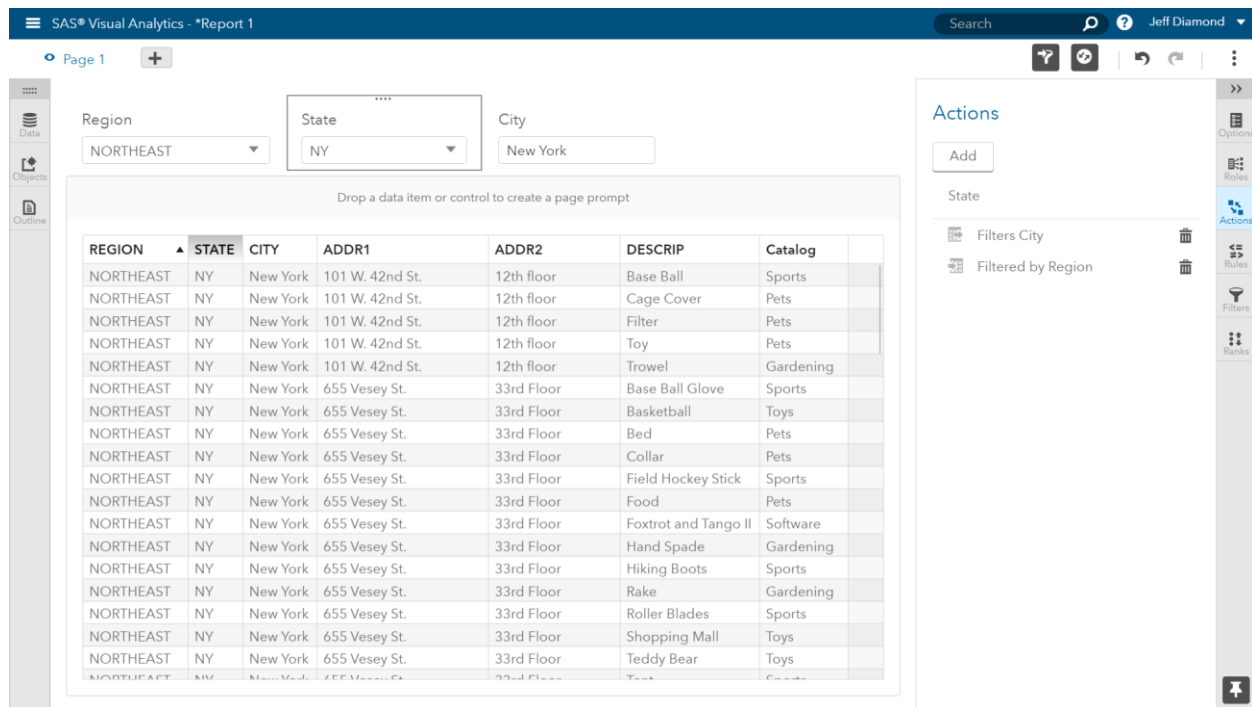 SAS® Visual Analytics - *Report 1 Search ? Jeff Diamond
Page 1
Data
Objects
Outline
Region State City
NORTHEAST NY New York
Drop a data item or control to create a page prompt
REGION STATE CITY ADDR1 ADDR2 DESCRIP Catalog
NORTHEAST NY New York 101 W. 42nd St. 12th floor Base Ball Sports
NORTHEAST NY New York 101 W. 42nd St. 12th floor Cage Cover Pets
NORTHEAST NY New York 101 W. 42nd St. 12th floor Filter Pets
NORTHEAST NY New York 101 W. 42nd St. 12th floor Toy Pets
NORTHEAST NY New York 101 W. 42nd St. 12th floor Trowel Gardening
NORTHEAST NY New York 655 Vesey St. 33rd Floor Base Ball Glove Sports
NORTHEAST NY New York 655 Vesey St. 33rd Floor Basketball Toys
NORTHEAST NY New York 655 Vesey St. 33rd Floor Bed Pets
NORTHEAST NY New York 655 Vesey St. 33rd Floor Collar Pets
NORTHEAST NY New York 655 Vesey St. 33rd Floor Field Hockey Stick Sports
NORTHEAST NY New York 655 Vesey St. 33rd Floor Food Pets
NORTHEAST NY New York 655 Vesey St. 33rd Floor Foxtrot and Tango II Software
NORTHEAST NY New York 655 Vesey St. 33rd Floor Hand Spade Gardening
NORTHEAST NY New York 655 Vesey St. 33rd Floor Hiking Boots Sports
NORTHEAST NY New York 655 Vesey St. 33rd Floor Rake Gardening
NORTHEAST NY New York 655 Vesey St. 33rd Floor Roller Blades Sports
NORTHEAST NY New York 655 Vesey St. 33rd Floor Shopping Mall Toys
NORTHEAST NY New York 655 Vesey St. 33rd Floor Teddy Bear Toys
Actions
Add
State
Filters City
Filtered by Region
Options
Roles
Actions
Rules
Filters
Ranks